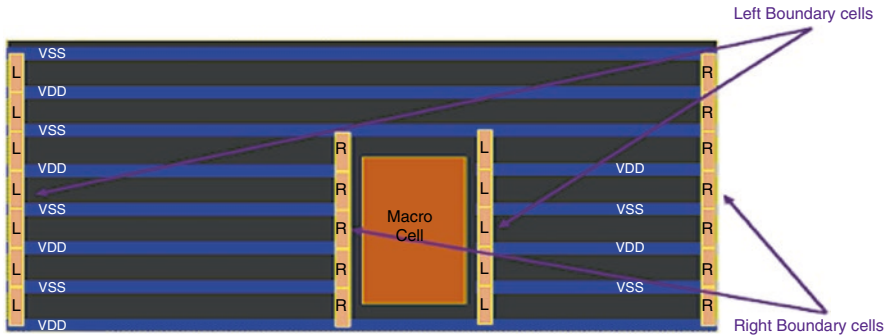 Left Boundary cells
VSS
L R
VDD
L R
VSS
L R L R
VDD VDD
L R L R
VSS VSS
Macro
L R L R
Cell
VDD VDD
L R L R
VSS VSS
L R L R
VDD
Right Boundary cells